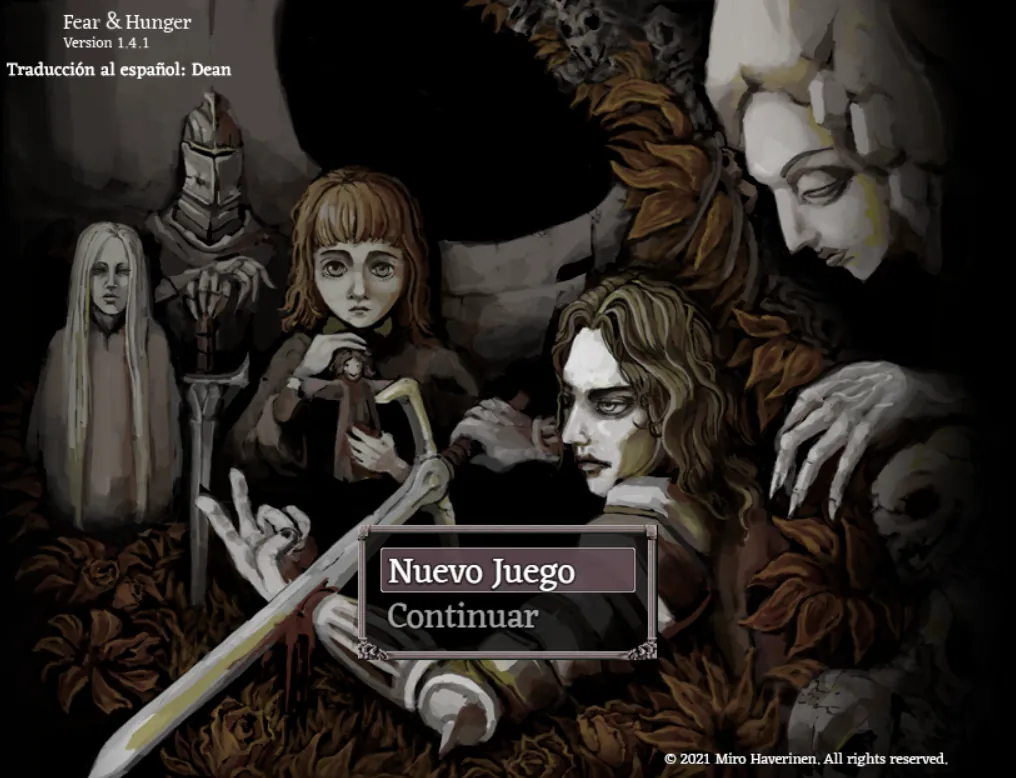 Fear & Hunger
Version 1.4.1
Traducción al español: Dean
Nuevo Juego
Continuar
© 2021 Miro Haverinen. All rights reserved.